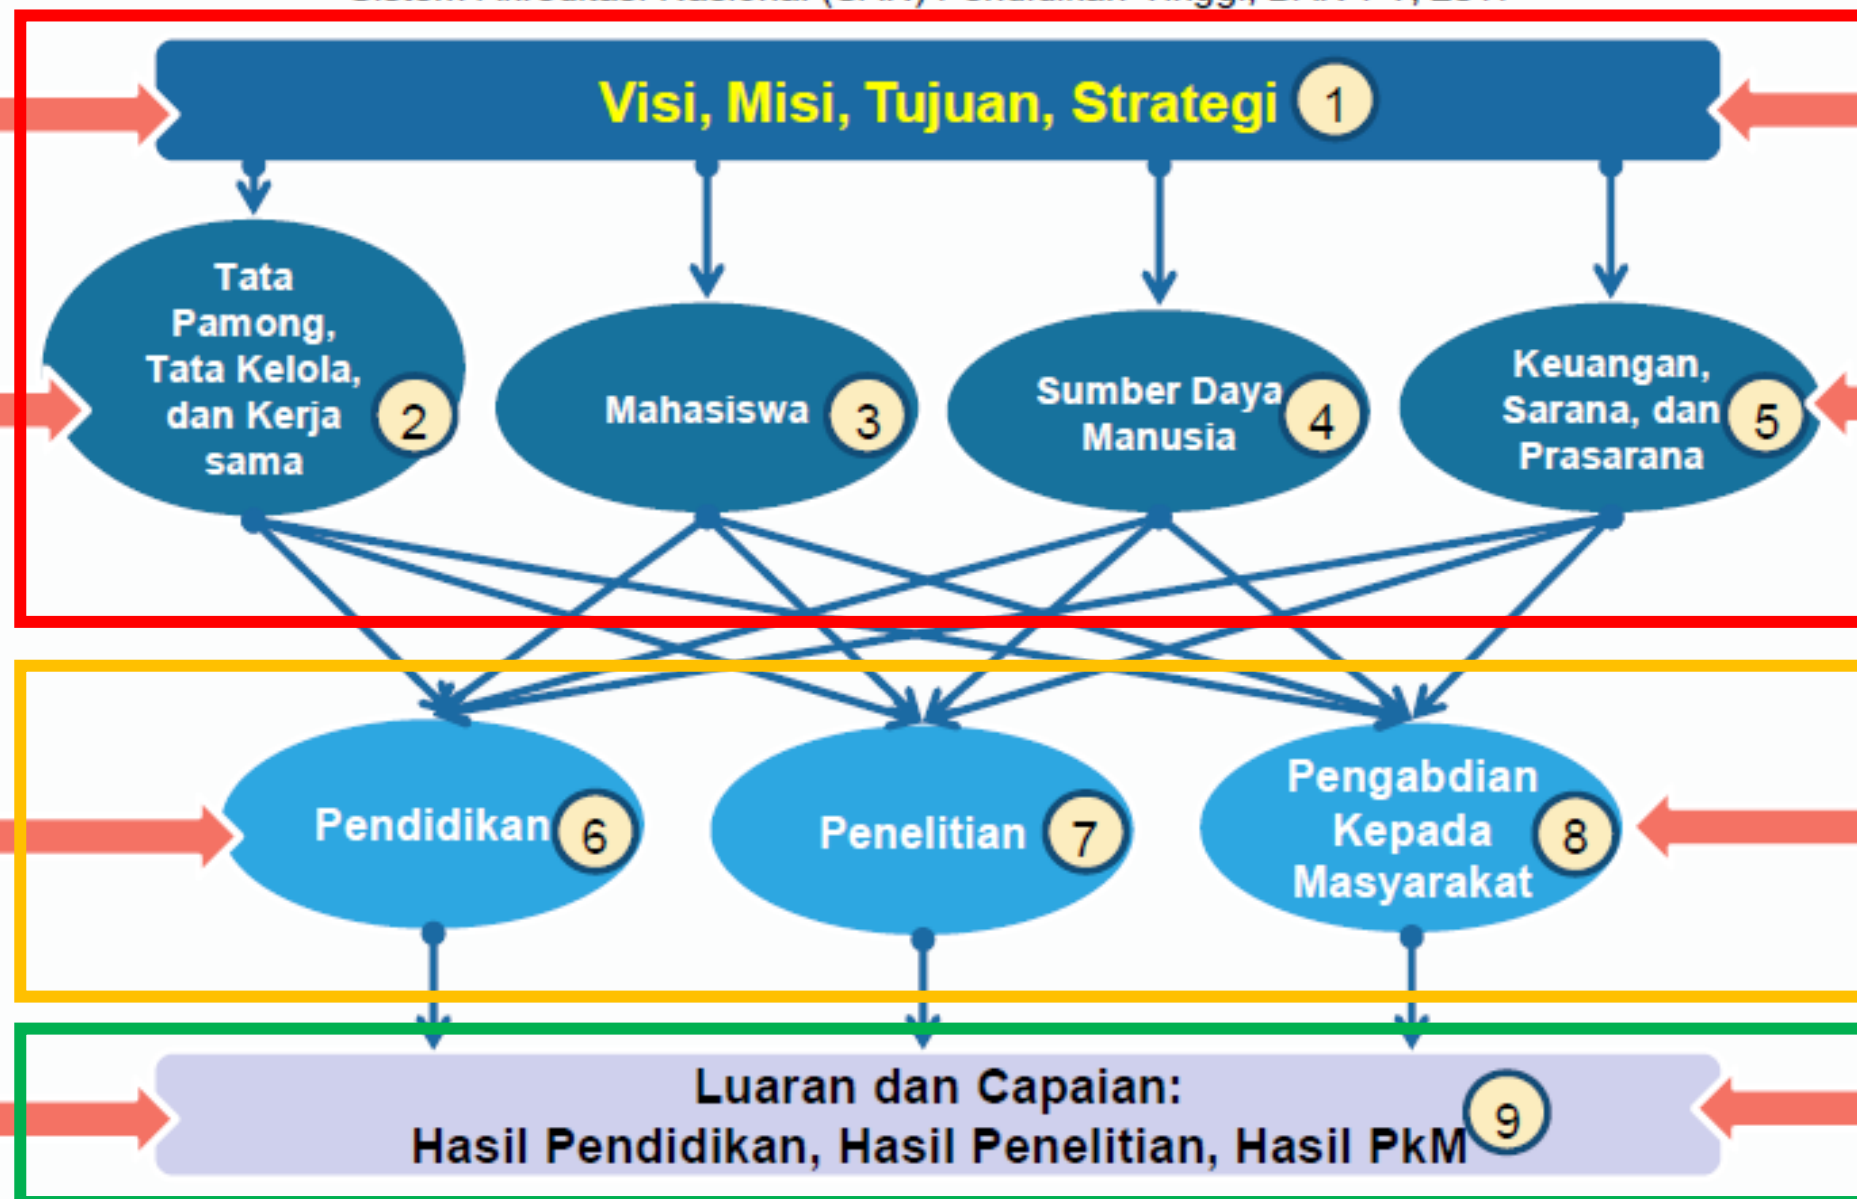 Visi, Misi, Tujuan, Strategi 1
Tata
Pamong,
Tata Kelola,
dan Kerja
sama
2
Mahasiswa 3
Sumber Daya
Manusia
4
Keuangan,
Sarana, dan
Prasarana
5
Pendidikan 6
Penelitian 7
Pengabdian
Kepada
Masyarakat
8
Luaran dan Capaian:
Hasil Pendidikan, Hasil Penelitian, Hasil PkM
9